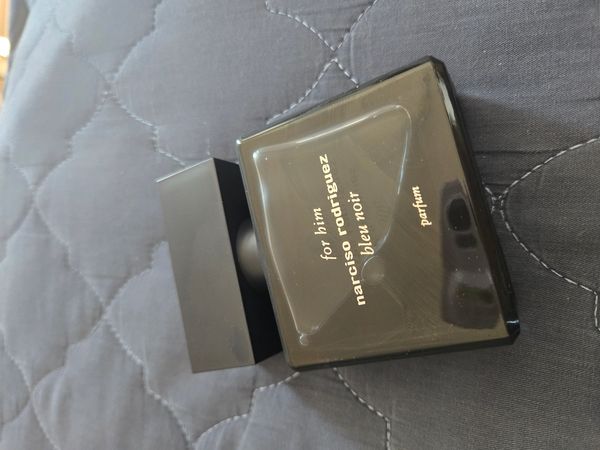 for him
narciso rodriguez
bleu noir
parfum